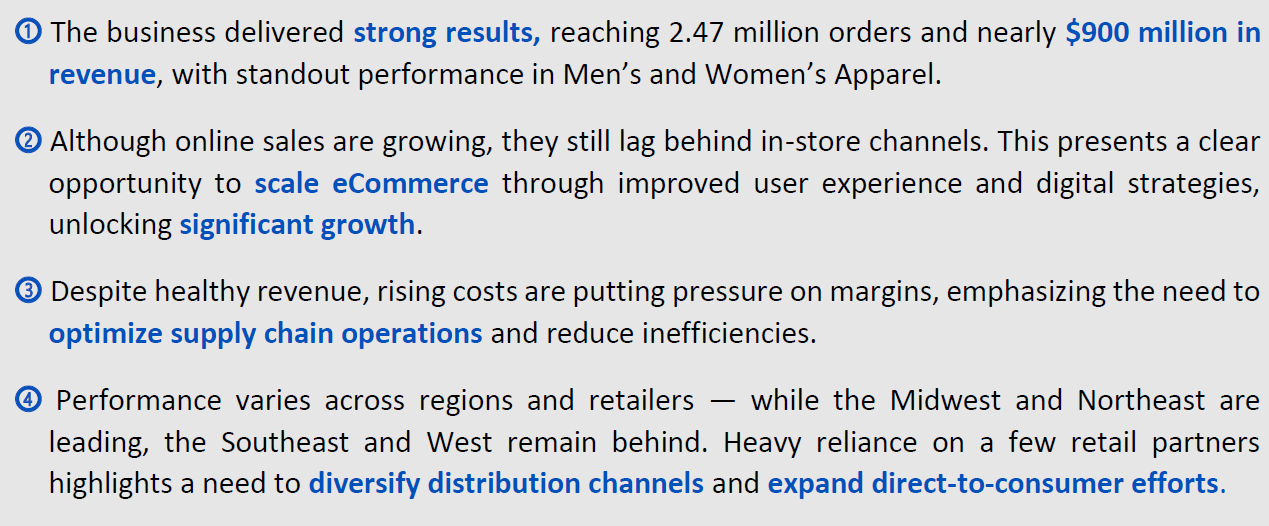 ① The business delivered strong results, reaching 2.47 million orders and nearly $900 million in
revenue, with standout performance in Men’s and Women’s Apparel.
② Although online sales are growing, they still lag behind in-store channels. This presents a clear
opportunity to scale eCommerce through improved user experience and digital strategies,
unlocking significant growth.
③ Despite healthy revenue, rising costs are putting pressure on margins, emphasizing the need to
optimize supply chain operations and reduce inefficiencies.
④ Performance varies across regions and retailers — while the Midwest and Northeast are
leading, the Southeast and West remain behind. Heavy reliance on a few retail partners
highlights a need to diversify distribution channels and expand direct-to-consumer efforts.